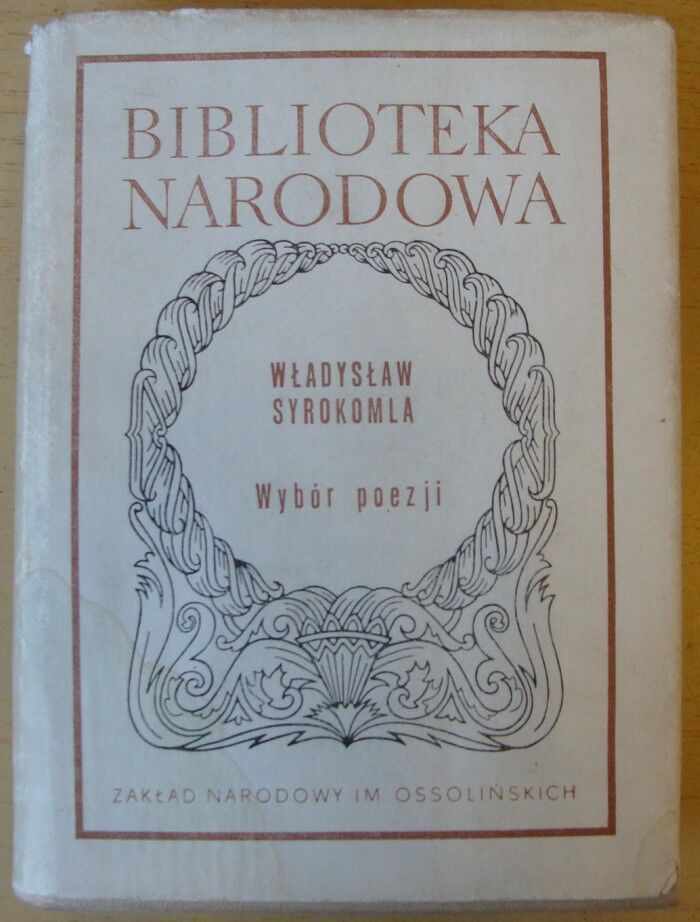 BIBLIOTEKA
NARODOWA
WŁADYSŁAW
SYROKOMLA
Wybór poezji
ZAKŁAD NARODOWY IM OSSOLIŃSKICH